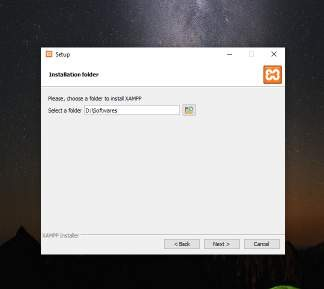 Setup
Installation folder
Please, choose a folder to install XAMPP
Select a folder D:\Softwares
XAMPP Installer
< Back Next > Cancel